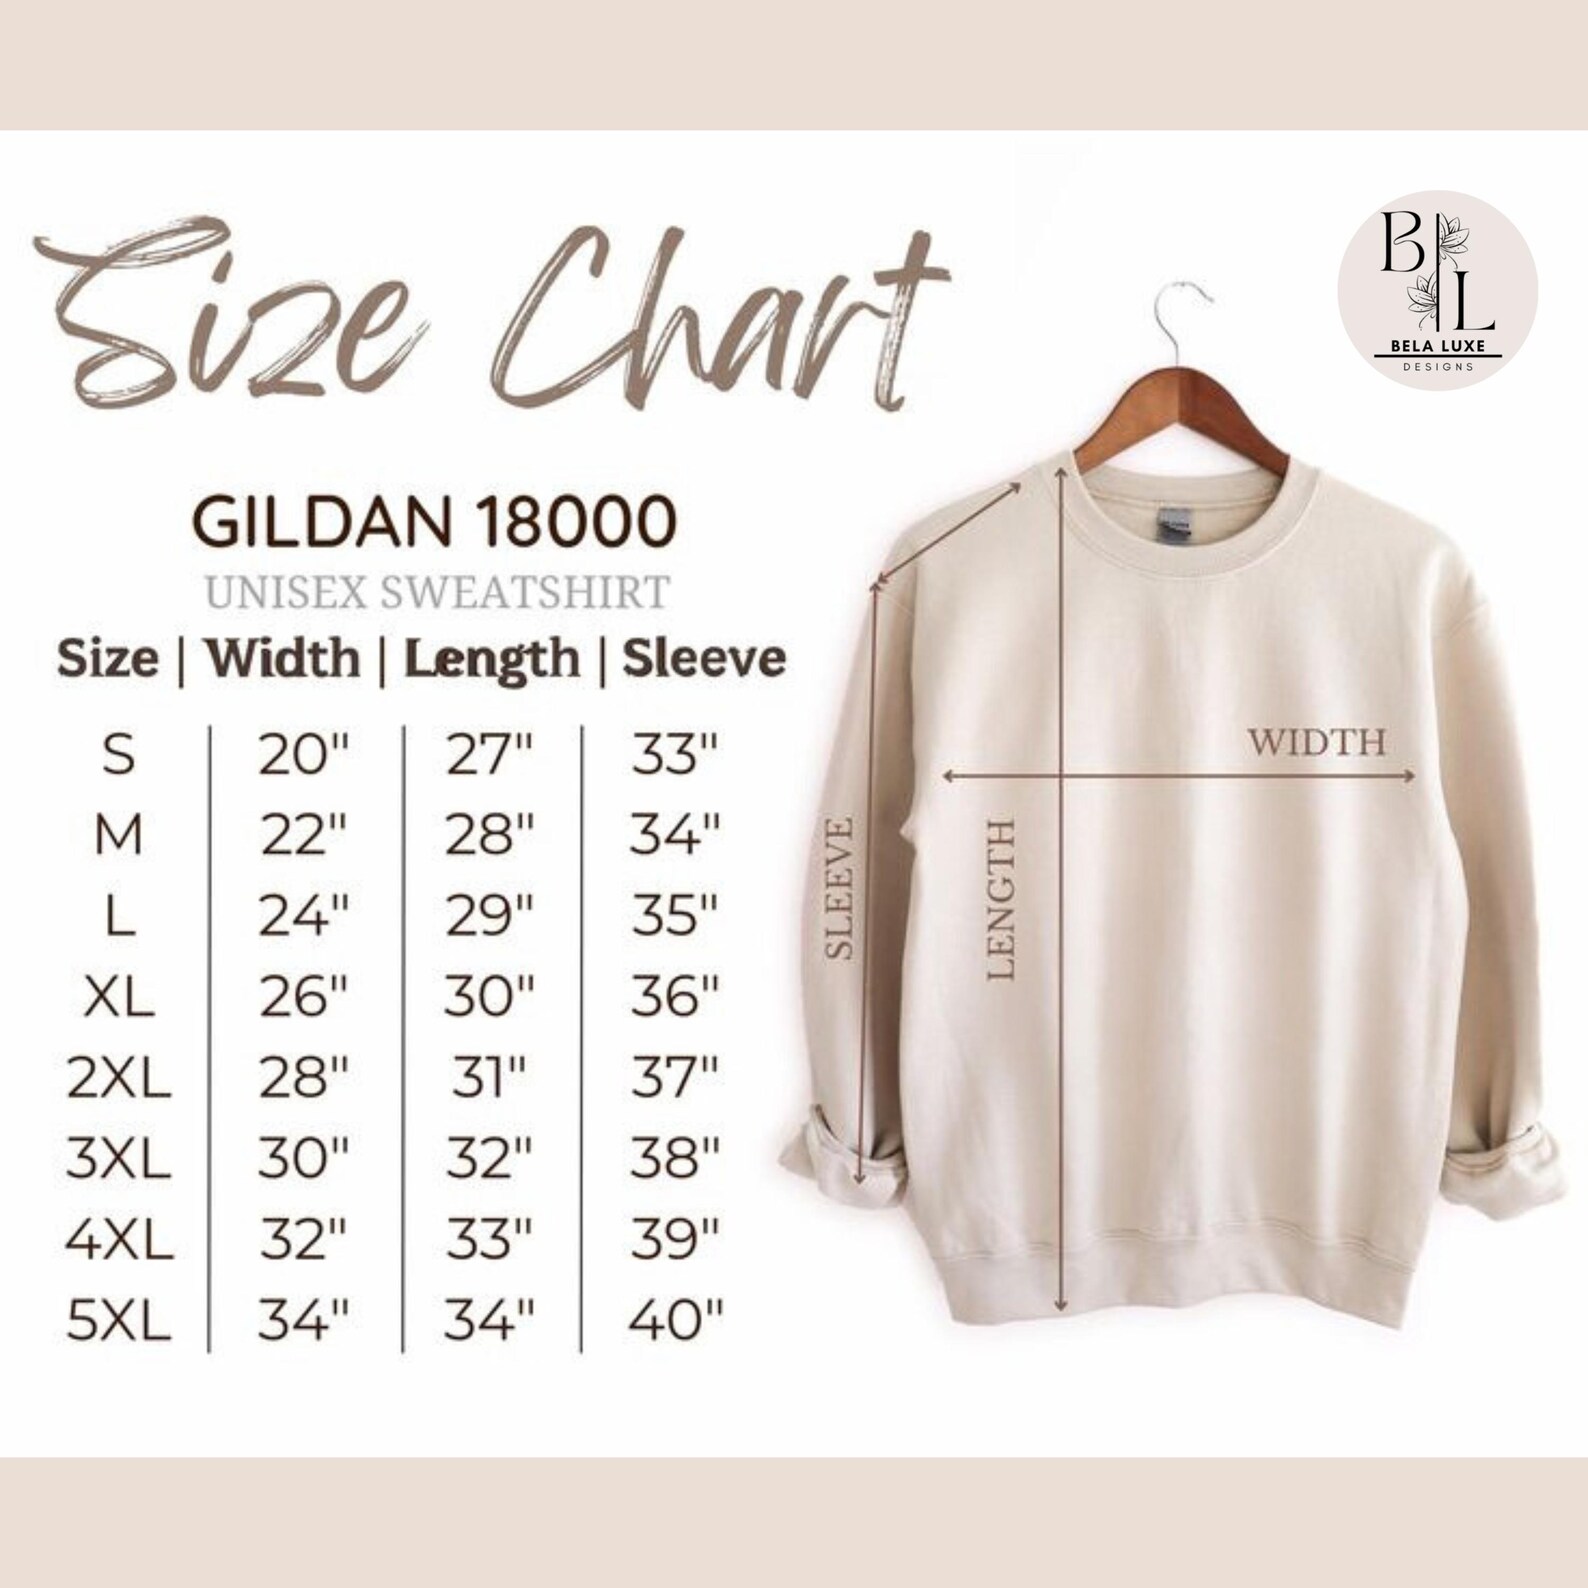 Size Chart
B
L
BELA LUXE
DESIGNS
GILDAN 18000
UNISEX SWEATSHIRT
Size | Width | Length | Sleeve
S 20" 27" 33"
M 22" 28" 34"
L 24" 29" 35"
XL 26" 30" 36"
2XL 28" 31" 37"
3XL 30" 32" 38"
4XL 32" 33" 39"
5XL 34" 34" 40"
WIDTH
LENGTH
SLEEVE